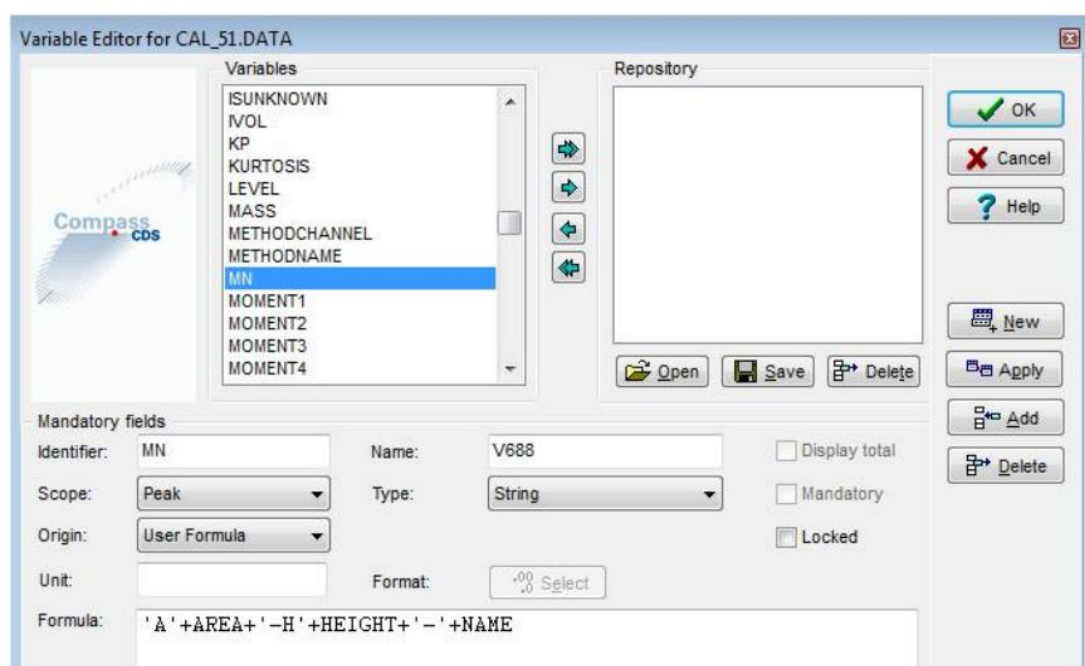 Variable Editor for CAL_51.DATA
Variables
ISUNKNOWN
IVOL
KP
KURTOSIS
LEVEL
MASS
METHODCHANNEL
METHODNAME
MN
MOMENT1
MOMENT2
MOMENT3
MOMENT4
Compass
CDS
Repository
Open
Save
Delete
OK
Cancel
Help
New
Apply
Add
Delete
Mandatory fields
Identifier: MN Name: V688 Display total
Scope: Peak Type: String Mandatory
Origin: User Formula Locked
Unit: Format: -00 .0 Select
Formula: 'A'+AREA+'-H'+HEIGHT+'-'+NAME